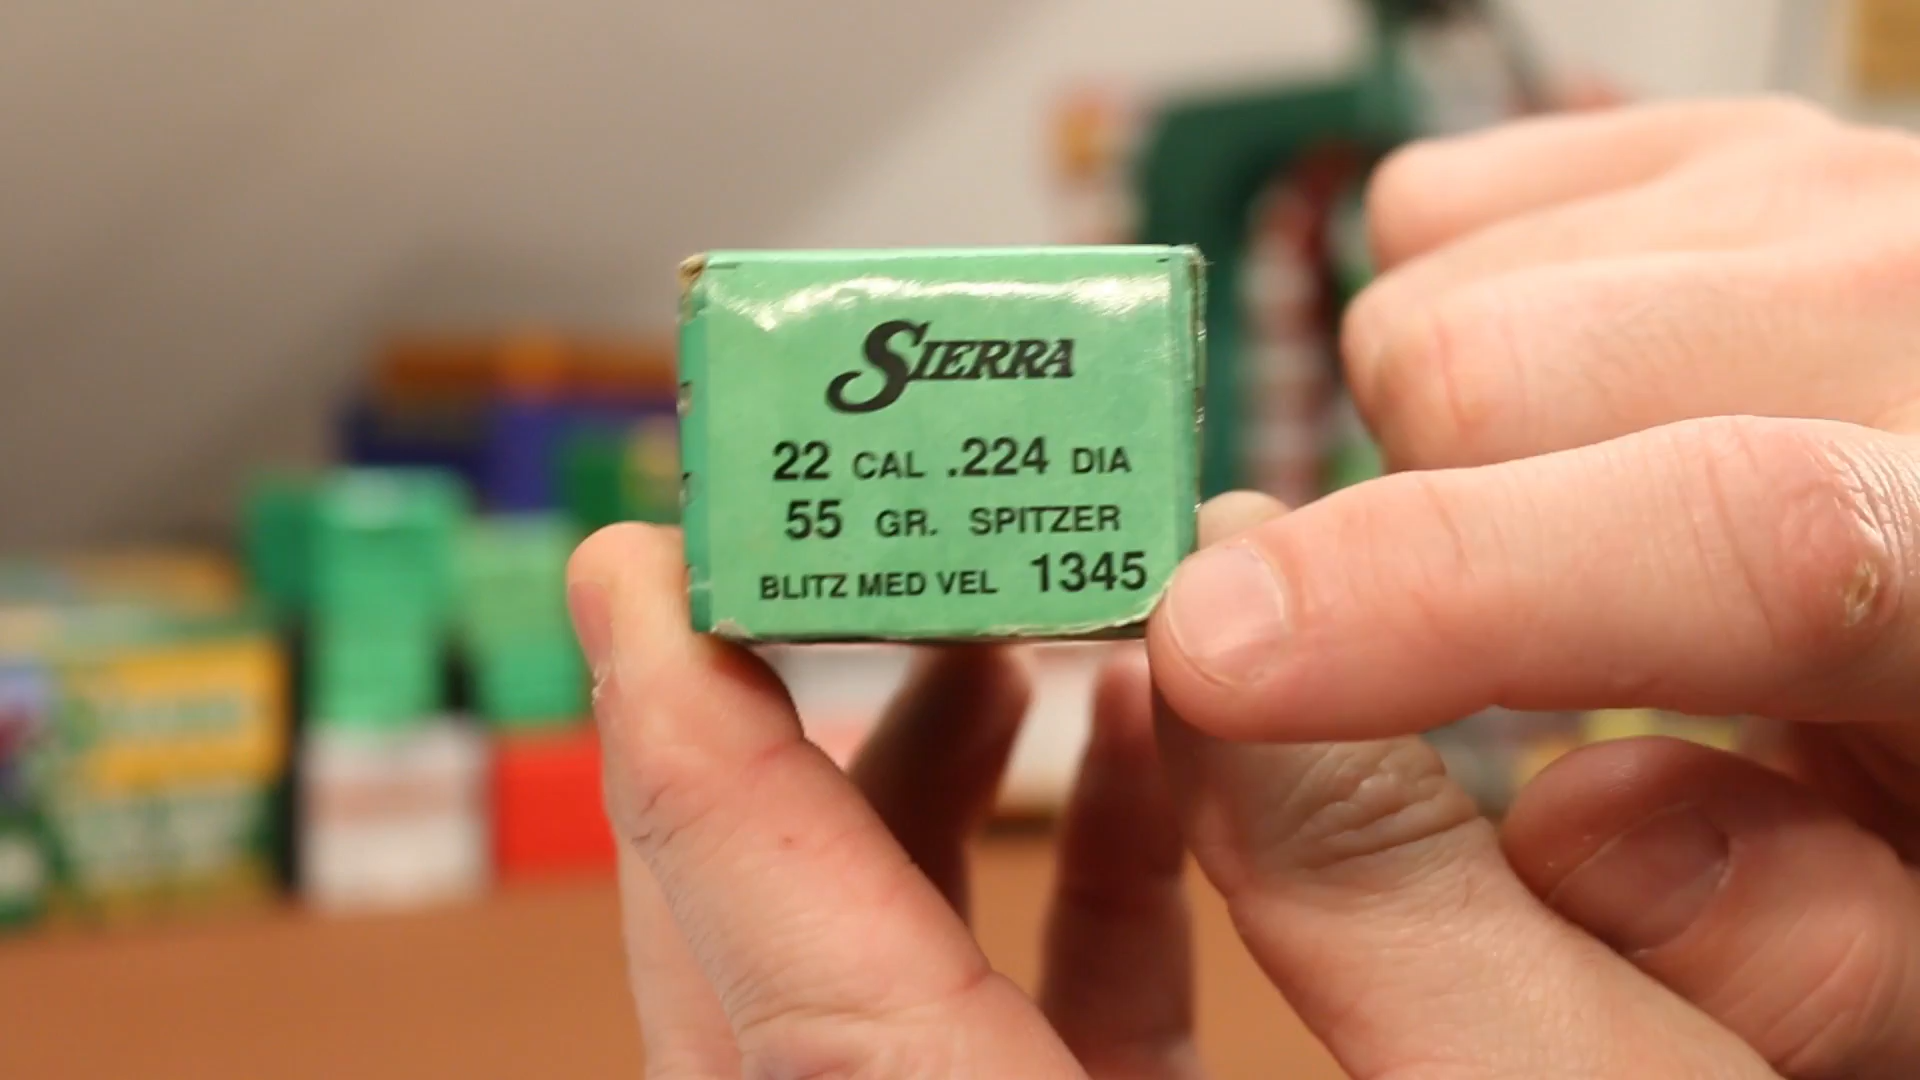 SIERRA
22 CAL .224 DIA
55 GR. SPITZER
BLITZ MED VEL 1345